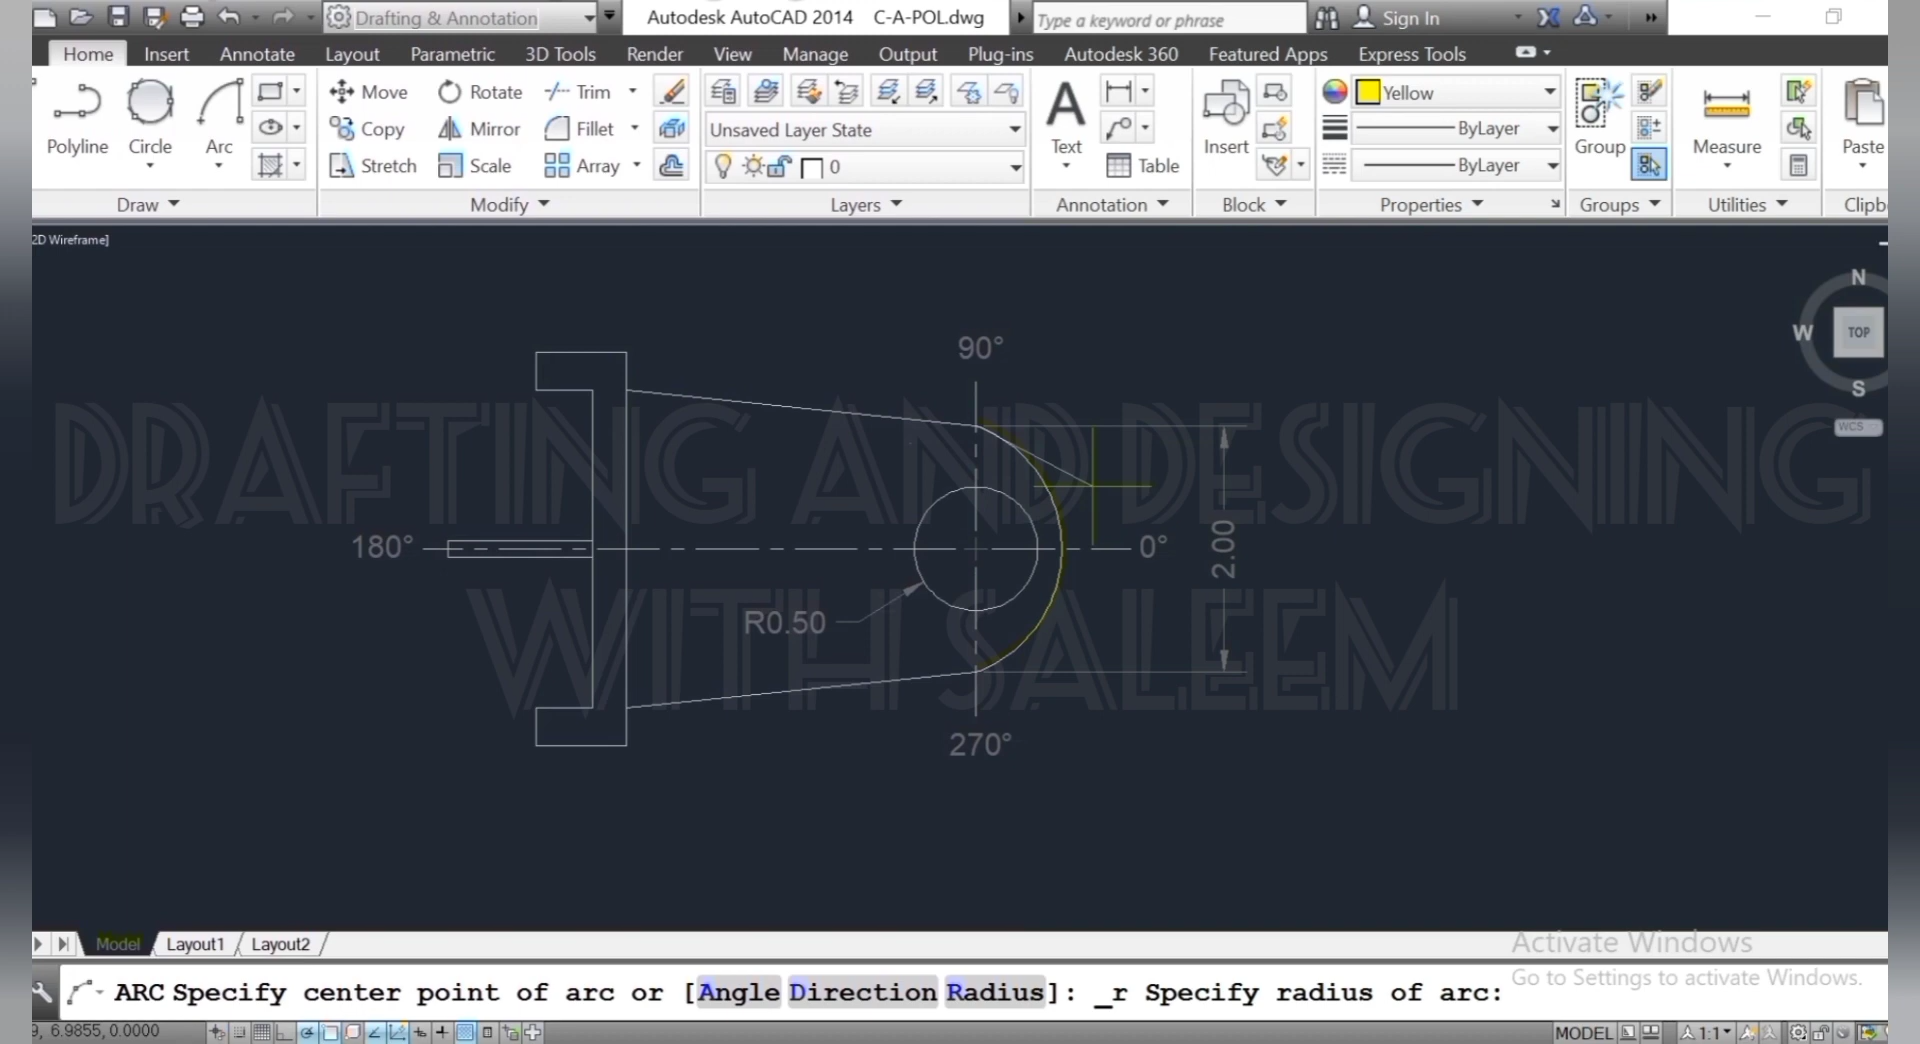 Drafting & Annotation
Autodesk AutoCAD 2014 C-A-POL.dwg
Type a keyword or phrase
Sign In
Home Insert Annotate Layout Parametric 3D Tools Render View Manage Output Plug-ins Autodesk 360 Featured Apps Express Tools
Polyline Circle Arc
Move Rotate Trim
Copy Mirror Fillet
Stretch Scale Array
Unsaved Layer State
0
Text
Table
Insert
Yellow
ByLayer
ByLayer
Group
Measure
Paste
Draw Modify Layers Annotation Block Properties Groups Utilities Clipb
2D Wireframe]
N
W TOP
S
WCS
90°
DRAFTING AND DESIGNING
180° 0°
2.00
R0.50
WITH SALEEM
270°
Model Layout1 Layout2
Activate Windows
Go to Settings to activate Windows.
ARC Specify center point of arc or [Angle Direction Radius]: _r Specify radius of arc:
9, 6.9855, 0.0000
MODEL 1:1